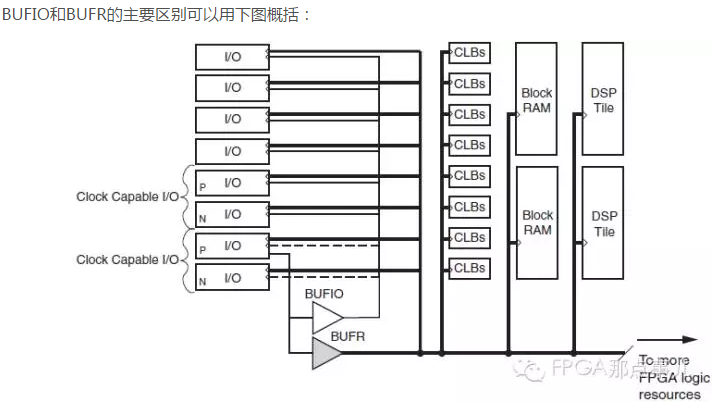 BUFIO和BUFR的主要区别可以用下图概括：
I/O
I/O
I/O
I/O
Clock Capable I/O
P
I/O
N
I/O
Clock Capable I/O
P
I/O
N
I/O
BUFIO
BUFR
CLBs
CLBs
CLBs
CLBs
CLBs
CLBs
CLBs
CLBs
Block
RAM
Block
RAM
DSP
Tile
DSP
Tile
To more
FPGA logic
resources
FPGA那点事儿